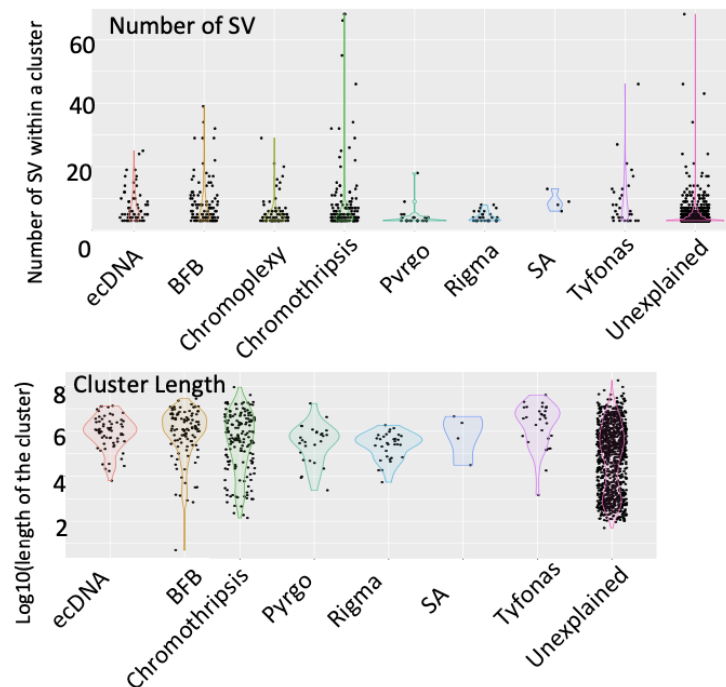 Number of SV
Number of SV within a cluster
60
40
20
0
ecDNA
BFB
Chromoplexy
Chromothripsis
Pyrgo
Rigma
SA
Tyfonas
Unexplained
Cluster Length
Log10(length of the cluster)
8
6
4
2
ecDNA
BFB
Chromothripsis
Pyrgo
Rigma
SA
Tyfonas
Unexplained